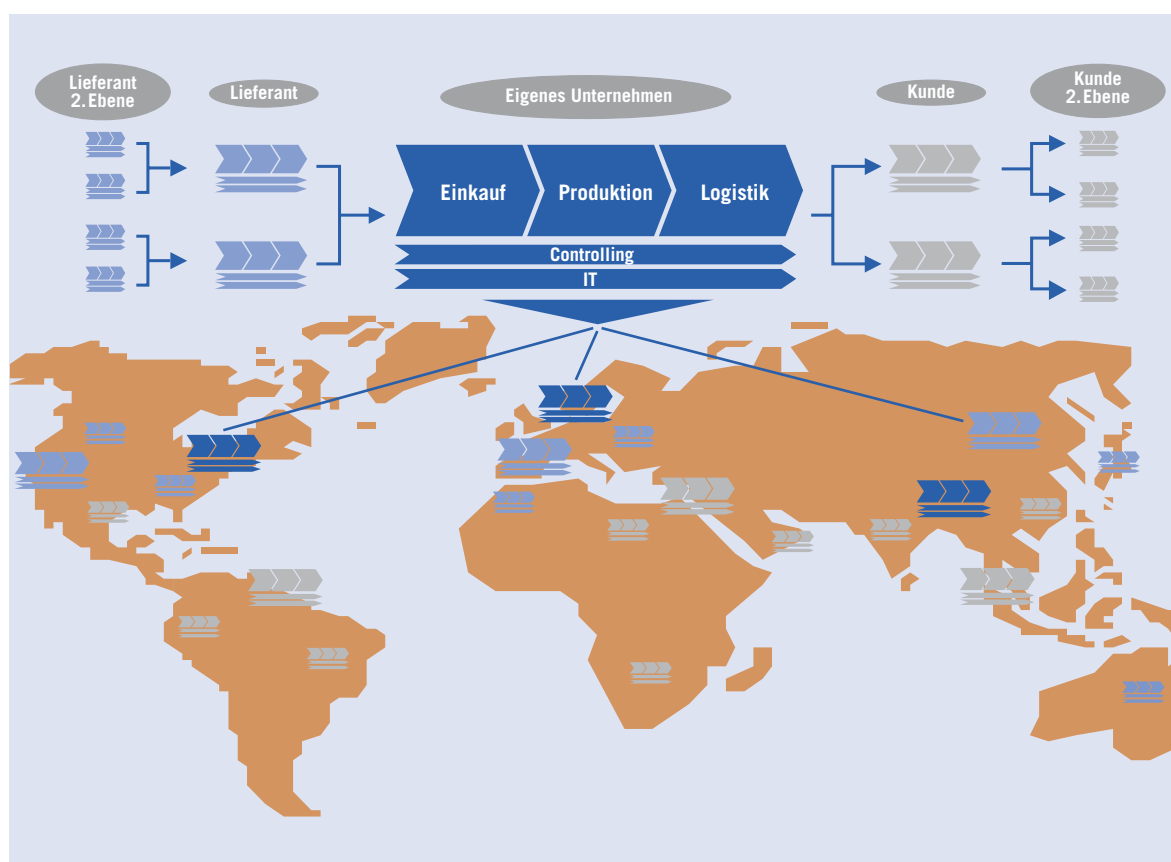 Lieferant
2. Ebene
Lieferant
Eigenes Unternehmen
Kunde
Kunde
2. Ebene
Einkauf
Produktion
Logistik
Controlling
IT